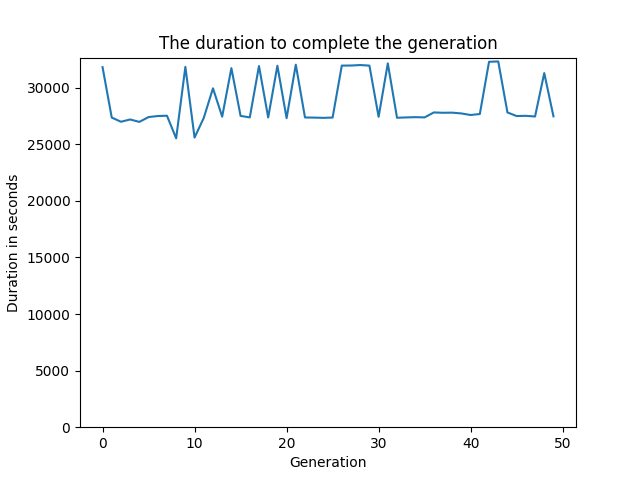 The duration to complete the generation
30000
25000
20000
15000
10000
5000
0
Duration in seconds
0 10 20 30 40 50
Generation